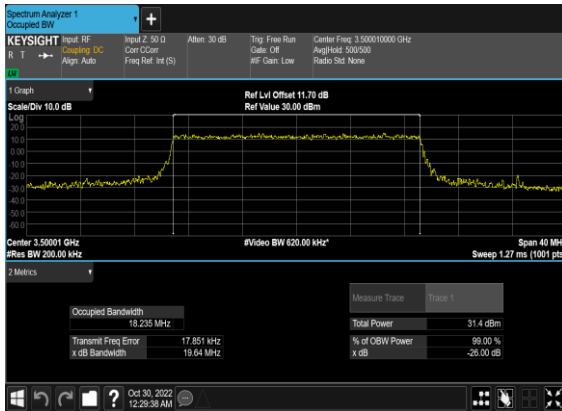 Spectrum Analyzer 1
Occupied BW
+
KEYSIGHT Input: RF Input Z: 50 Ω Atten: 30 dB Trig: Free Run Center Freq: 3.500010000 GHz
R T Coupling: DC Corr CCorr Gate: Off Avg|Hold: 500/500
Align: Auto Freq Ref: Int (S) #IF Gain: Low Radio Std: None
LXI
1 Graph
Ref Lvl Offset 11.70 dB
Scale/Div 10.0 dB Ref Value 30.00 dBm
Log
20.0
10.0
0.00
-10.0
-20.0
-30.0
-40.0
-50.0
-60.0
Center 3.50001 GHz #Video BW 620.00 kHz* Span 40 MH
#Res BW 200.00 kHz Sweep 1.27 ms (1001 pts
2 Metrics
Measure Trace Trace 1
Occupied Bandwidth
18.235 MHz
Total Power 31.4 dBm
Transmit Freq Error 17.851 kHz % of OBW Power 99.00 %
x dB Bandwidth 19.64 MHz x dB -26.00 dB
?
Oct 30, 2022
12:29:38 AM